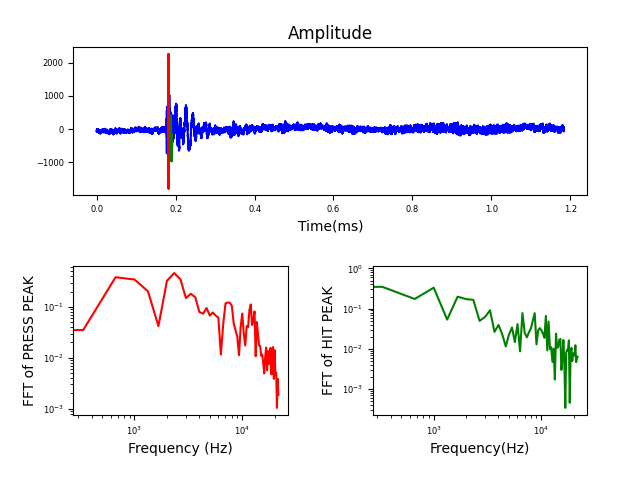 Amplitude
2000
1000
0
−1000
0.0 0.2 0.4 0.6 0.8 1.0 1.2
Time(ms)
FFT of PRESS PEAK
10⁻¹
10⁻²
10⁻³
10³ 10⁴
Frequency (Hz)
FFT of HIT PEAK
10⁰
10⁻¹
10⁻²
10⁻³
10³ 10⁴
Frequency(Hz)